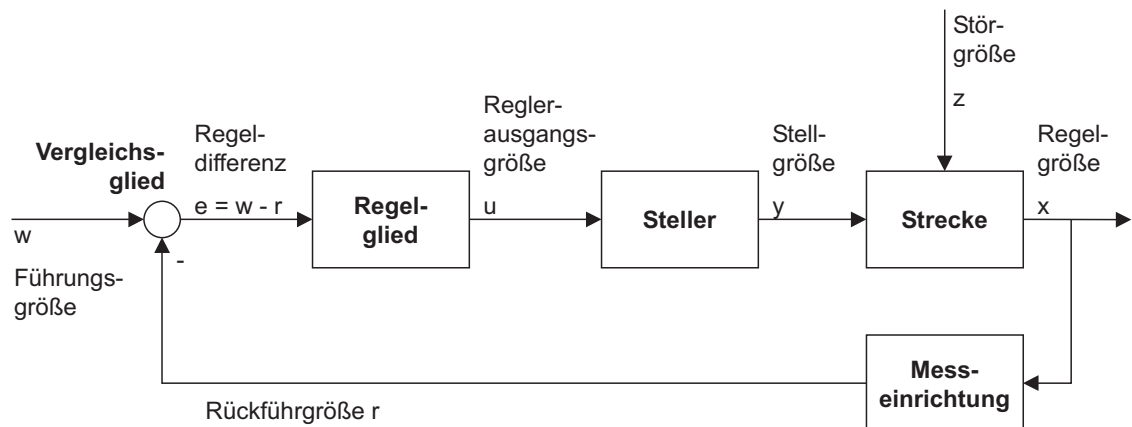 Stör-
größe
z
Regler-
ausgangs-
größe
Regel-
differenz
Stell-
größe
Regel-
größe
Vergleichs-
glied
e = w - r
Regel-
glied
u
Steller
y
Strecke
x
w
-
Führungs-
größe
Mess-
einrichtung
Rückführgröße r